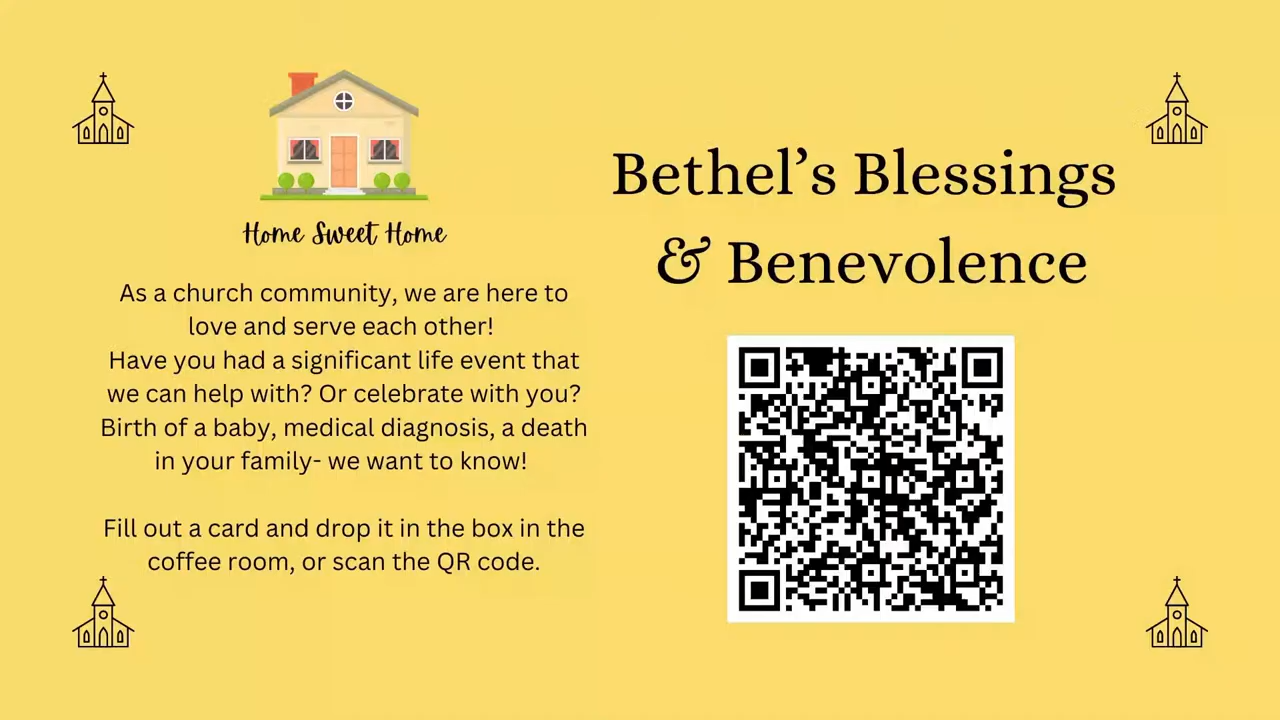 Home Sweet Home
As a church community, we are here to
love and serve each other!
Have you had a significant life event that
we can help with? Or celebrate with you?
Birth of a baby, medical diagnosis, a death
in your family- we want to know!
Fill out a card and drop it in the box in the
coffee room, or scan the QR code.
Bethel’s Blessings
& Benevolence